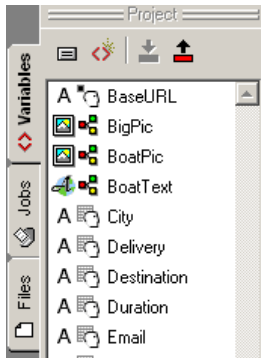 Project
Variables
Jobs
Files
A BaseURL
BigPic
BoatPic
BoatText
A City
A Delivery
A Destination
A Duration
A Email